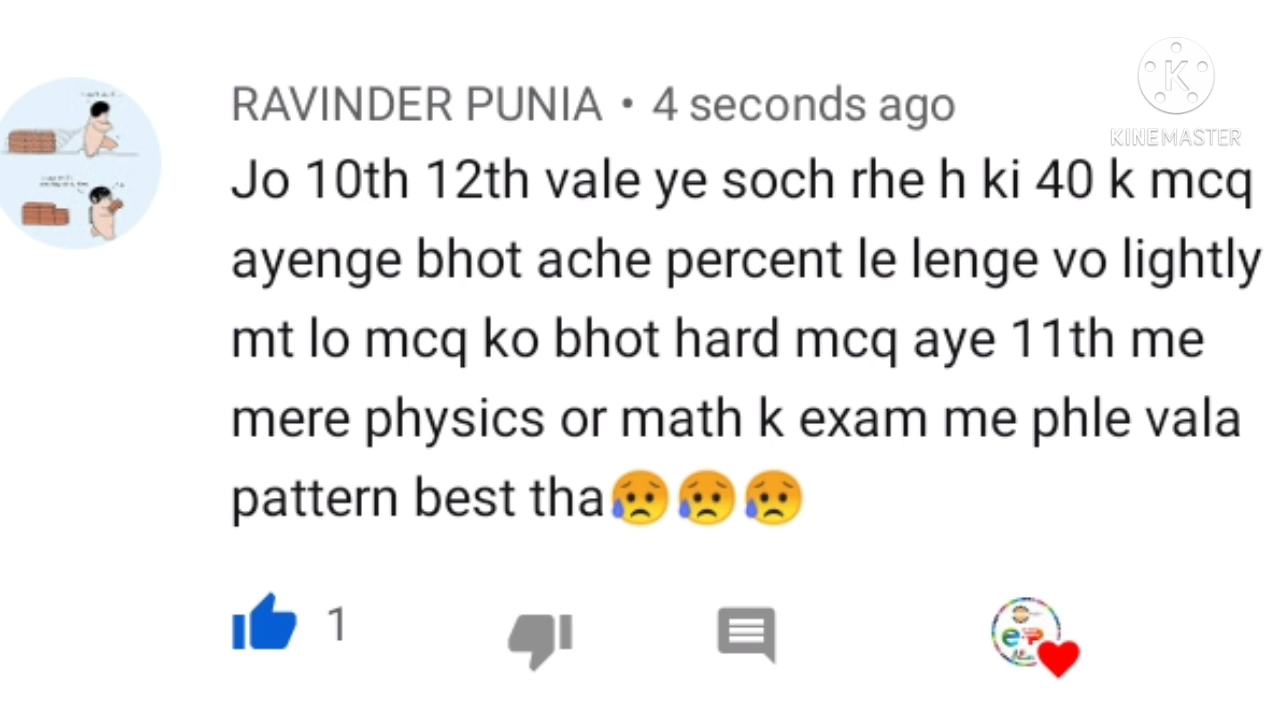 RAVINDER PUNIA • 4 seconds ago
KINEMASTER
Jo 10th 12th vale ye soch rhe h ki 40 k mcq
ayenge bhot ache percent le lenge vo lightly
mt lo mcq ko bhot hard mcq aye 11th me
mere physics or math k exam me phle vala
pattern best tha😥😥😥
1